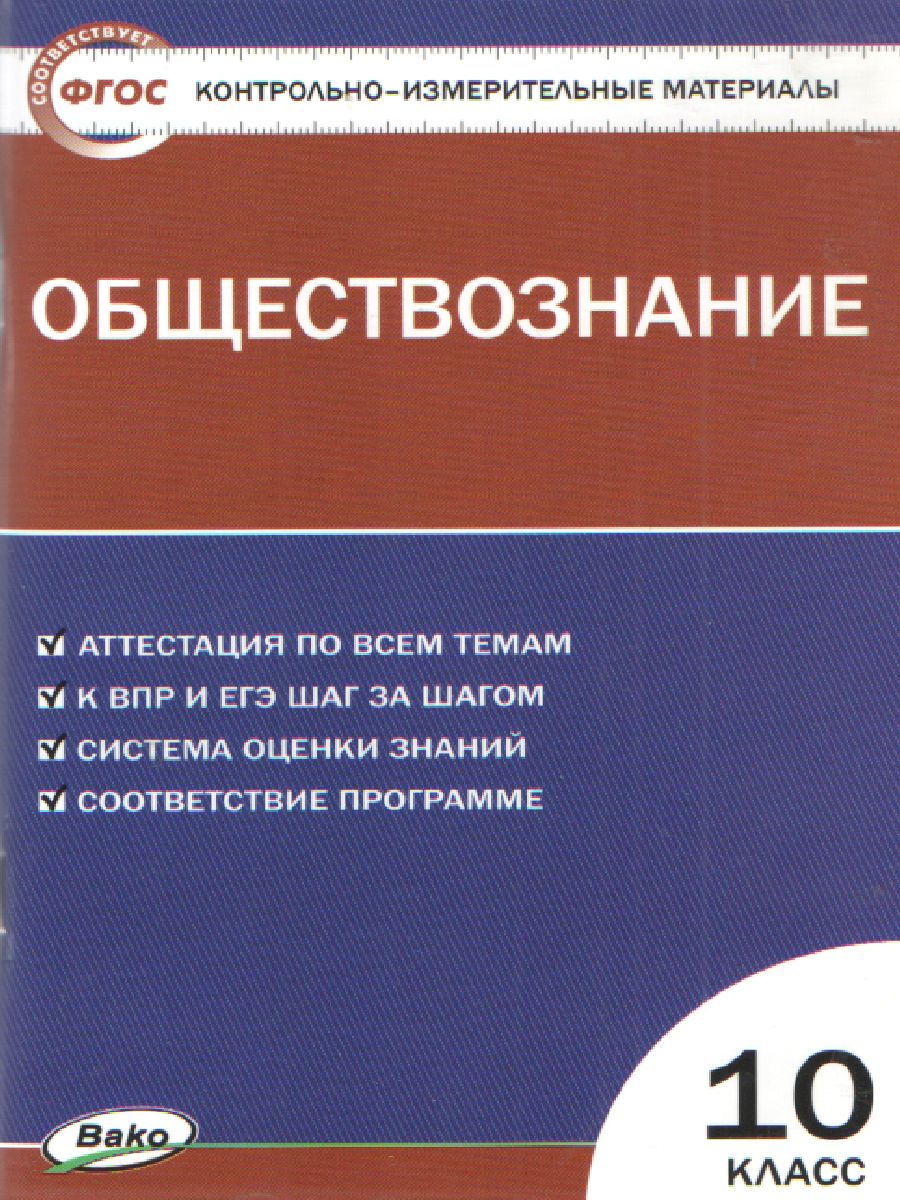 СООТВЕТСТВУЕТ
ФГОС
КОНТРОЛЬНО-ИЗМЕРИТЕЛЬНЫЕ МАТЕРИАЛЫ
ОБЩЕСТВОЗНАНИЕ
АТТЕСТАЦИЯ ПО ВСЕМ ТЕМАМ
К ВПР И ЕГЭ ШАГ ЗА ШАГОМ
СИСТЕМА ОЦЕНКИ ЗНАНИЙ
СООТВЕТСТВИЕ ПРОГРАММЕ
10
КЛАСС
Вако